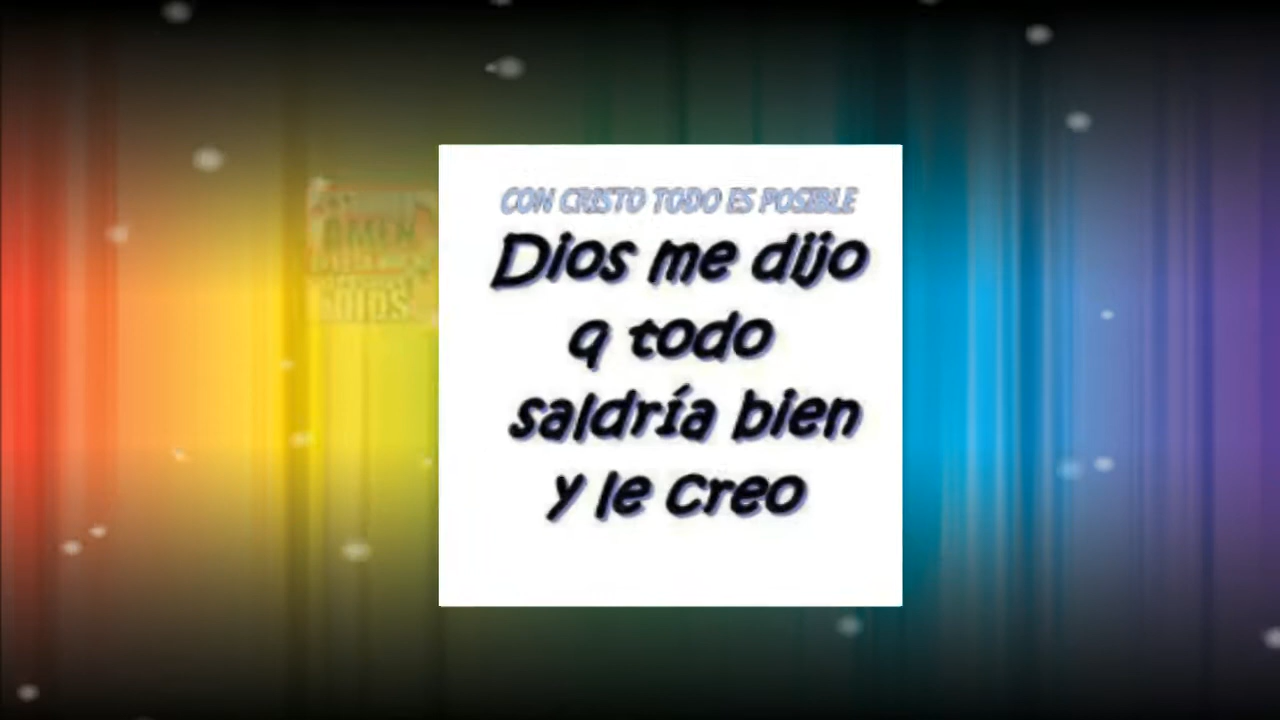 CON CRISTO TODO ES POSIBLE
Dios me dijo
q todo
saldría bien
y le creo